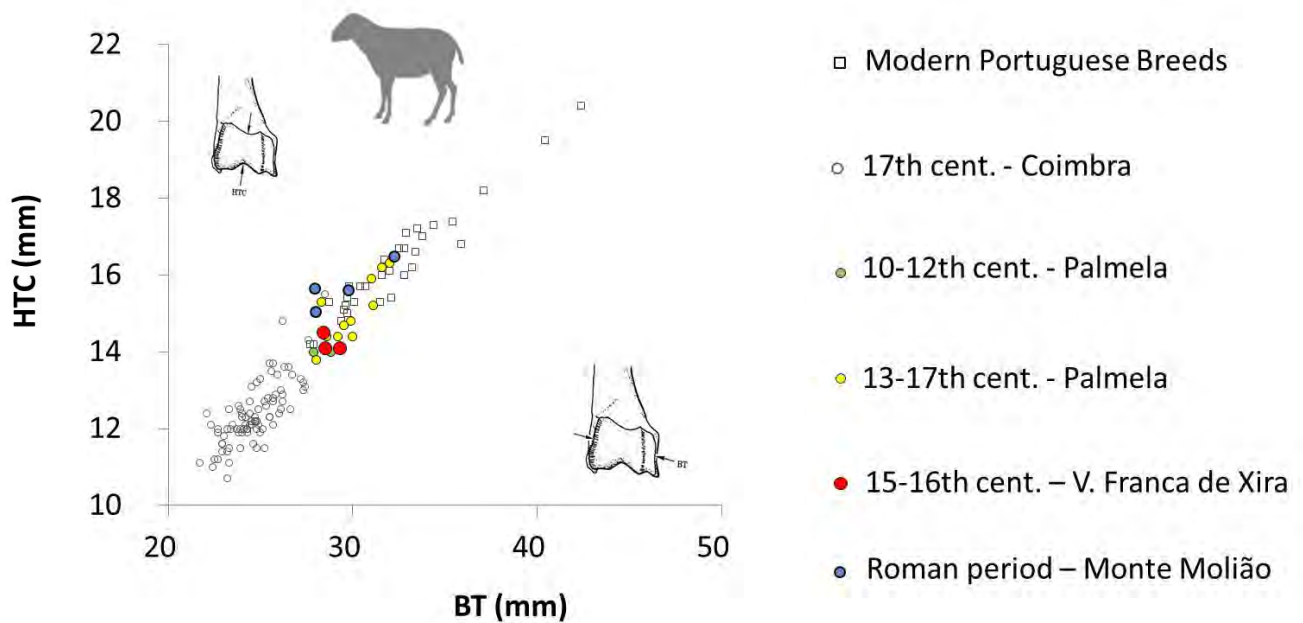 22
20
18
16
14
12
10
HTC (mm)
20
30
40
50
BT (mm)
HTC
BT
Modern Portuguese Breeds
17th cent. - Coimbra
10-12th cent. - Palmela
13-17th cent. - Palmela
15-16th cent. – V. Franca de Xira
Roman period – Monte Molião